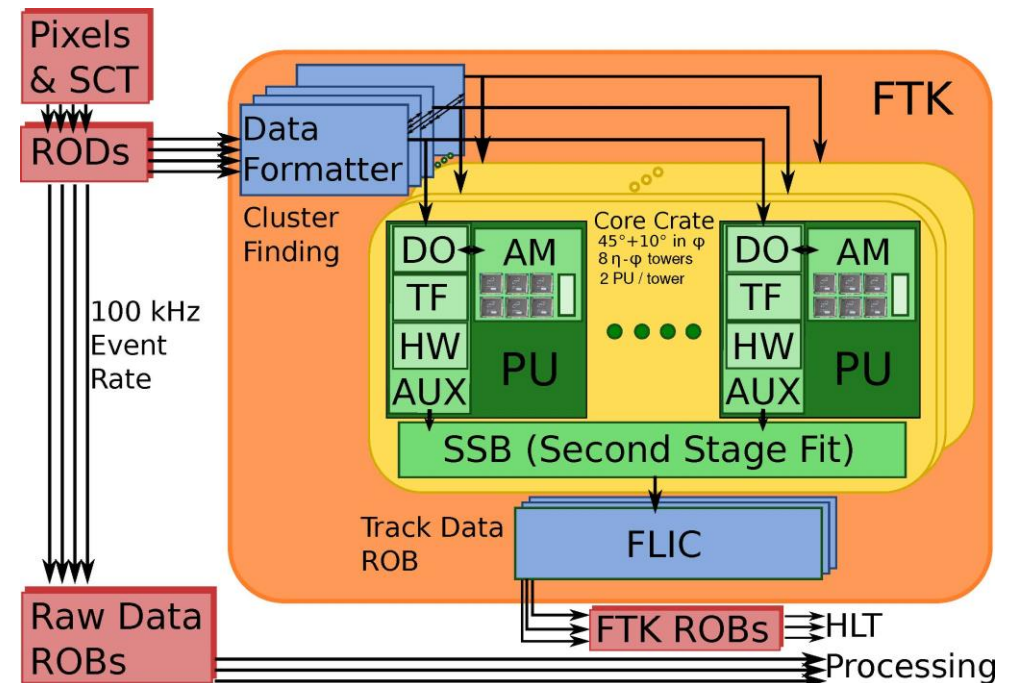 Pixels
& SCT
RODs
Data
Formatter
FTK
Cluster
Finding
Core Crate
45°+10° in φ
8 η-φ towers
2 PU / tower
DO
AM
TF
HW
PU
AUX
DO
AM
TF
HW
PU
AUX
100 kHz
Event
Rate
SSB (Second Stage Fit)
Track Data
ROB
FLIC
Raw Data
ROBs
FTK ROBs
HLT
Processing